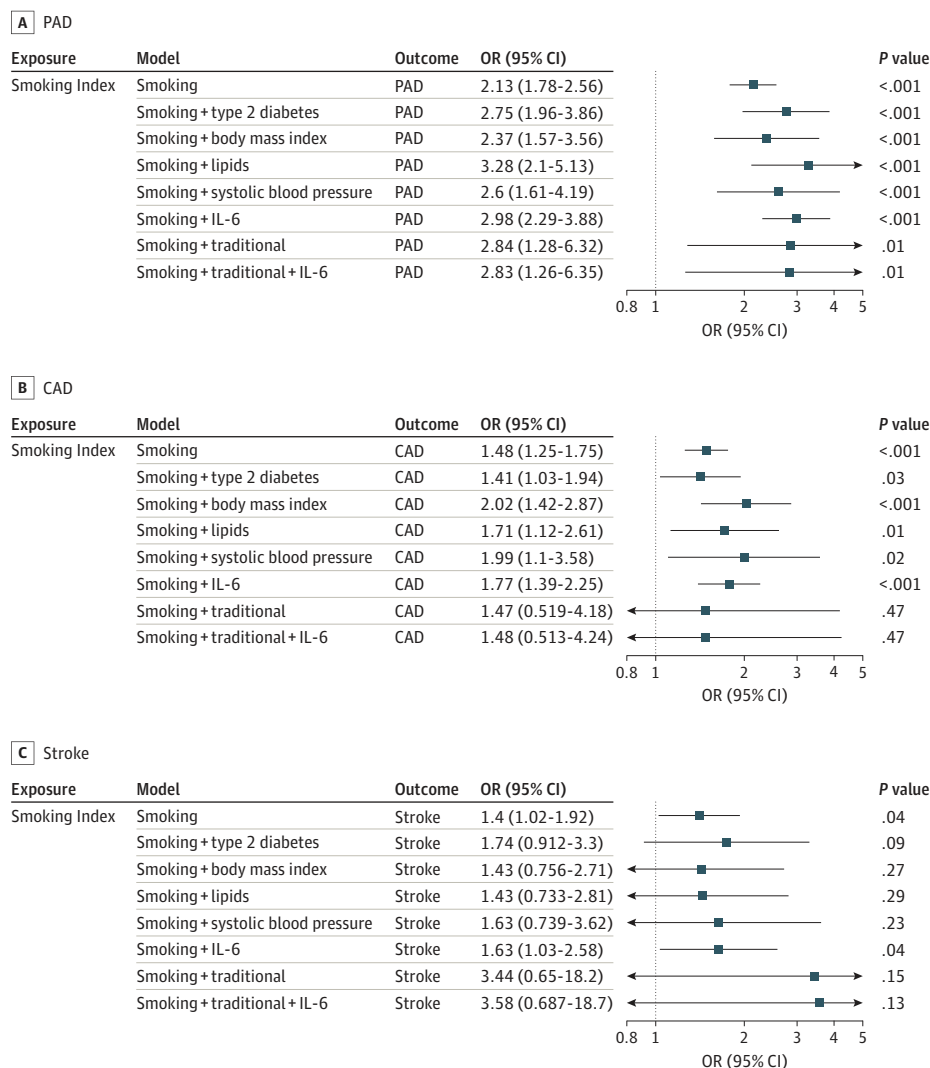 A PAD
Exposure Model Outcome OR (95% CI) P value
Smoking Index Smoking PAD 2.13 (1.78-2.56) <.001
Smoking + type 2 diabetes PAD 2.75 (1.96-3.86) <.001
Smoking + body mass index PAD 2.37 (1.57-3.56) <.001
Smoking + lipids PAD 3.28 (2.1-5.13) <.001
Smoking + systolic blood pressure PAD 2.6 (1.61-4.19) <.001
Smoking + IL-6 PAD 2.98 (2.29-3.88) <.001
Smoking + traditional PAD 2.84 (1.28-6.32) .01
Smoking + traditional + IL-6 PAD 2.83 (1.26-6.35) .01
0.8 1 2 3 4 5
OR (95% CI)
B CAD
Exposure Model Outcome OR (95% CI) P value
Smoking Index Smoking CAD 1.48 (1.25-1.75) <.001
Smoking + type 2 diabetes CAD 1.41 (1.03-1.94) .03
Smoking + body mass index CAD 2.02 (1.42-2.87) <.001
Smoking + lipids CAD 1.71 (1.12-2.61) .01
Smoking + systolic blood pressure CAD 1.99 (1.1-3.58) .02
Smoking + IL-6 CAD 1.77 (1.39-2.25) <.001
Smoking + traditional CAD 1.47 (0.519-4.18) .47
Smoking + traditional + IL-6 CAD 1.48 (0.513-4.24) .47
0.8 1 2 3 4 5
OR (95% CI)
C Stroke
Exposure Model Outcome OR (95% CI) P value
Smoking Index Smoking Stroke 1.4 (1.02-1.92) .04
Smoking + type 2 diabetes Stroke 1.74 (0.912-3.3) .09
Smoking + body mass index Stroke 1.43 (0.756-2.71) .27
Smoking + lipids Stroke 1.43 (0.733-2.81) .29
Smoking + systolic blood pressure Stroke 1.63 (0.739-3.62) .23
Smoking + IL-6 Stroke 1.63 (1.03-2.58) .04
Smoking + traditional Stroke 3.44 (0.65-18.2) .15
Smoking + traditional + IL-6 Stroke 3.58 (0.687-18.7) .13
0.8 1 2 3 4 5
OR (95% CI)